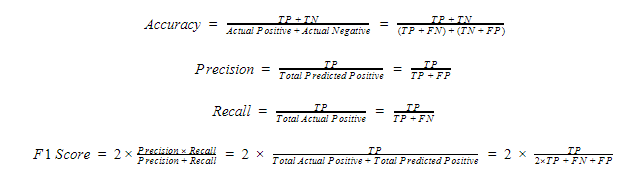 Accuracy = TP + TN / Actual Positive + Actual Negative = TP + TN / (TP + FN) + (TN + FP)
Precision = TP / Total Predicted Positive = TP / TP + FP
Recall = TP / Total Actual Positive = TP / TP + FN
F1 Score = 2 × Precision × Recall / Precision + Recall = 2 × TP / Total Actual Positive + Total Predicted Positive = 2 × TP / 2×TP + FN + FP